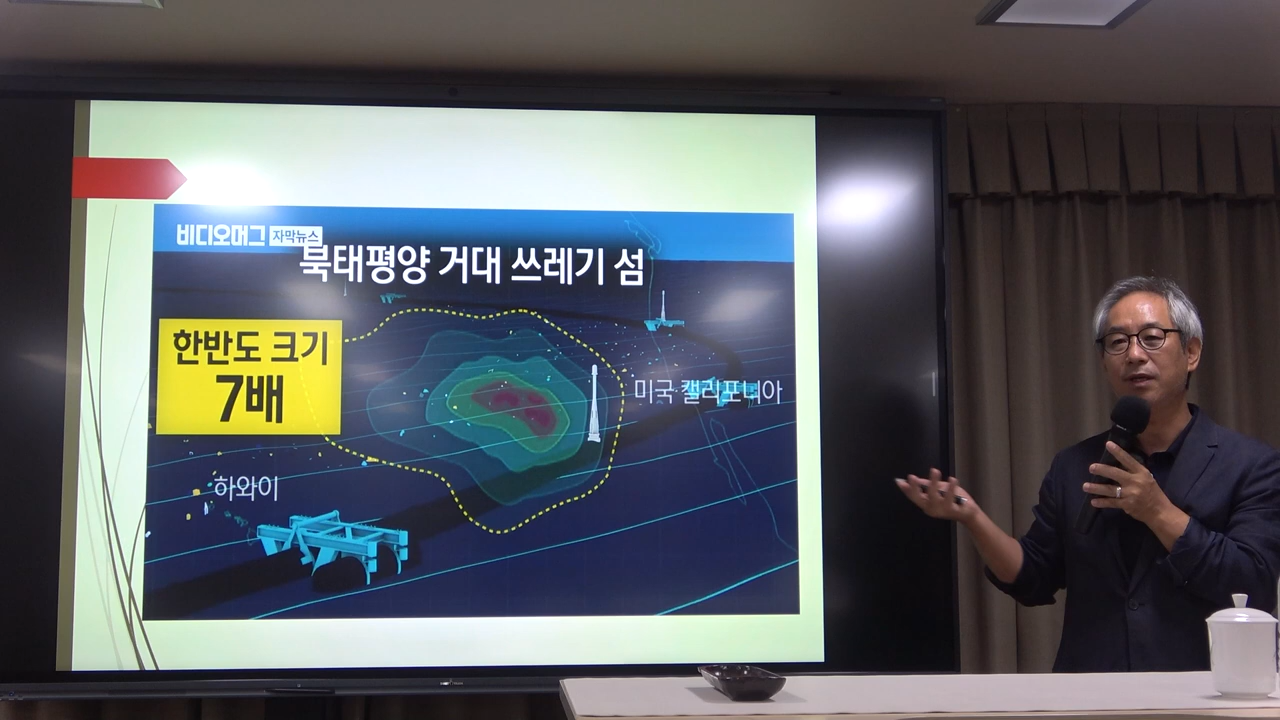 비디오머그 자막뉴스
북태평양 거대 쓰레기 섬
한반도 크기
7배
미국 캘리포니아
하와이